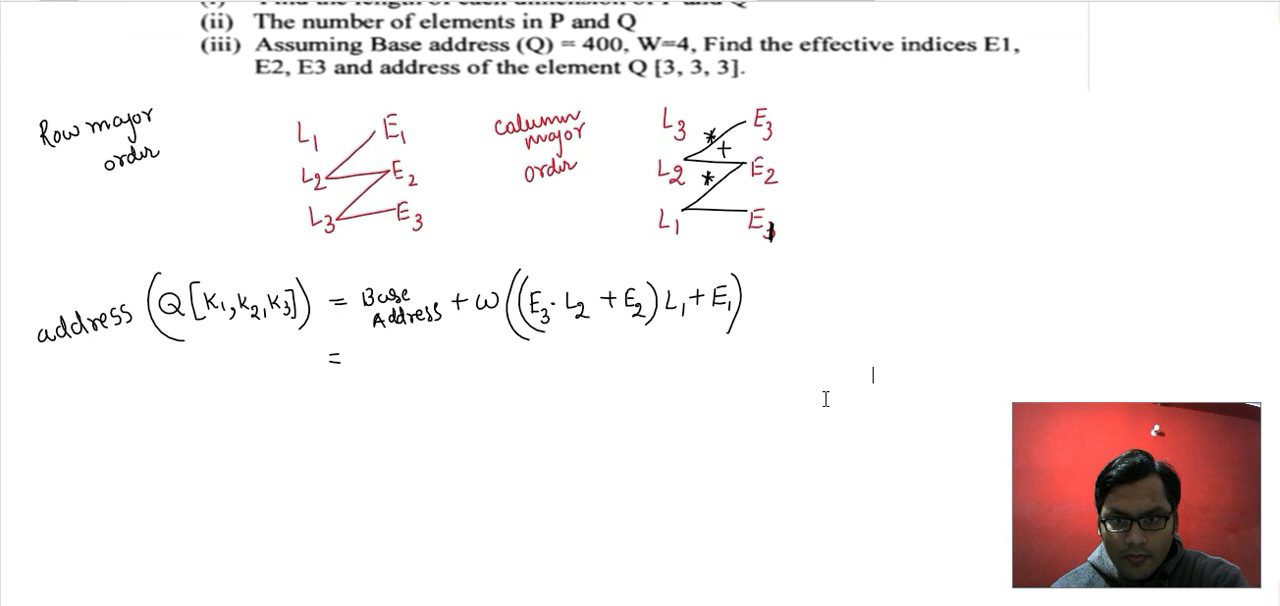 (ii) The number of elements in P and Q
(iii) Assuming Base address (Q) = 400, W=4, Find the effective indices E1,
E2, E3 and address of the element Q [3, 3, 3].
Row major
order
L1 E1
L2 E2
L3 E3
Calumn
major
order
L3 * E3
+
L2 * E2
L1 E1
address (Q[K1, K2, K3]) = Base Address + W((E3 · L2 + E2) L1 + E1)
=